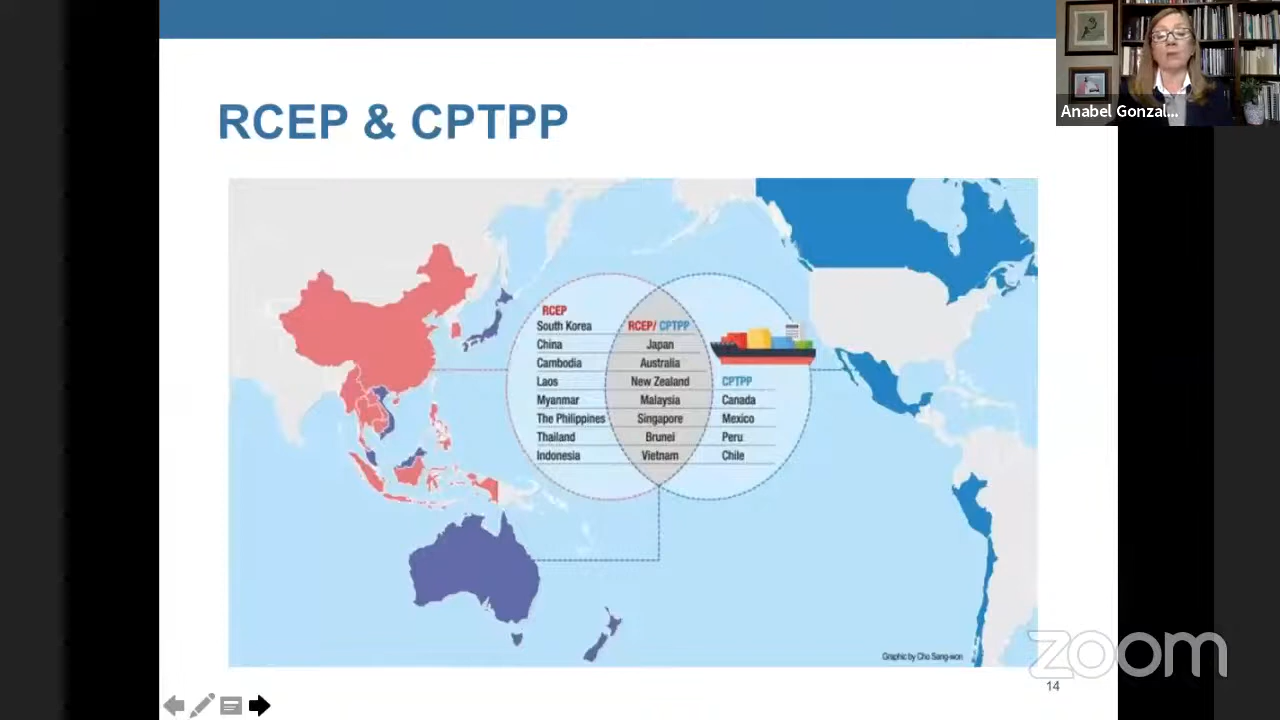 RCEP & CPTPP
RCEP
South Korea
China
Cambodia
Laos
Myanmar
The Philippines
Thailand
Indonesia
RCEP/ CPTPP
Japan
Australia
New Zealand
Malaysia
Singapore
Brunei
Vietnam
CPTPP
Canada
Mexico
Peru
Chile
Graphic by Cho Sang-won
14
Anabel Gonzal...
zoom